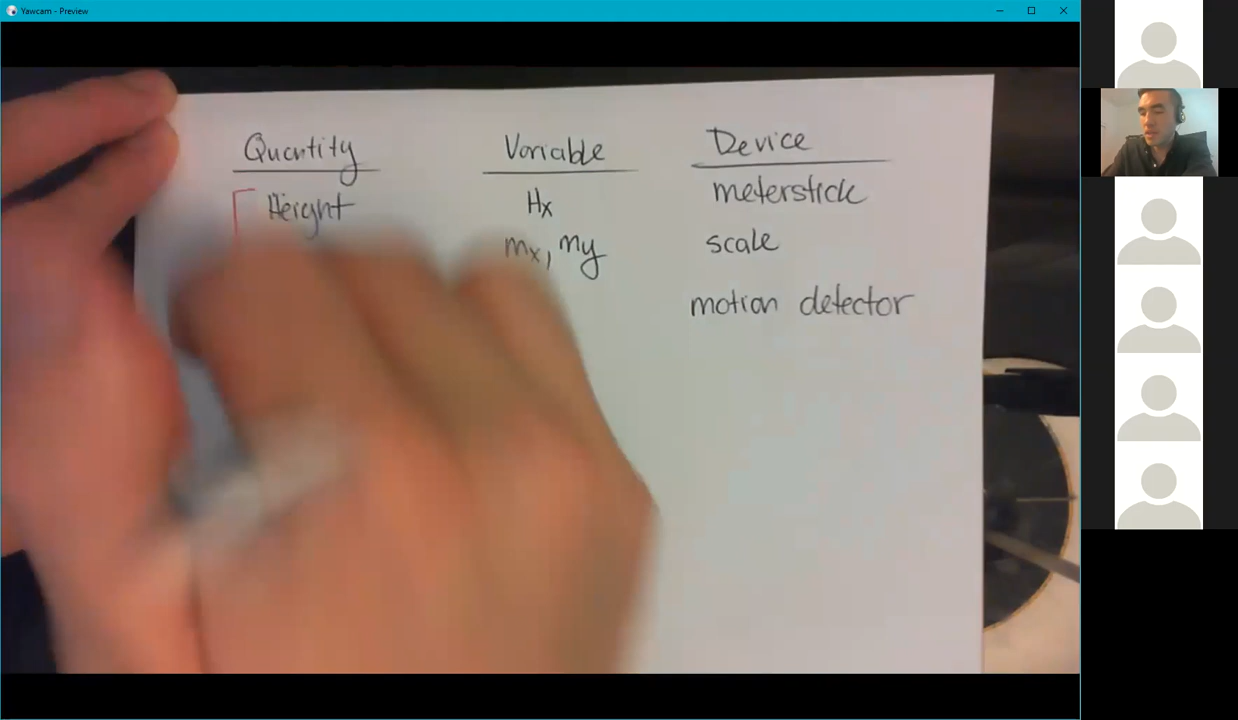 Yawcam - Preview
Quantity Variable Device
Height Hx meterstick
mx, my scale
motion detector